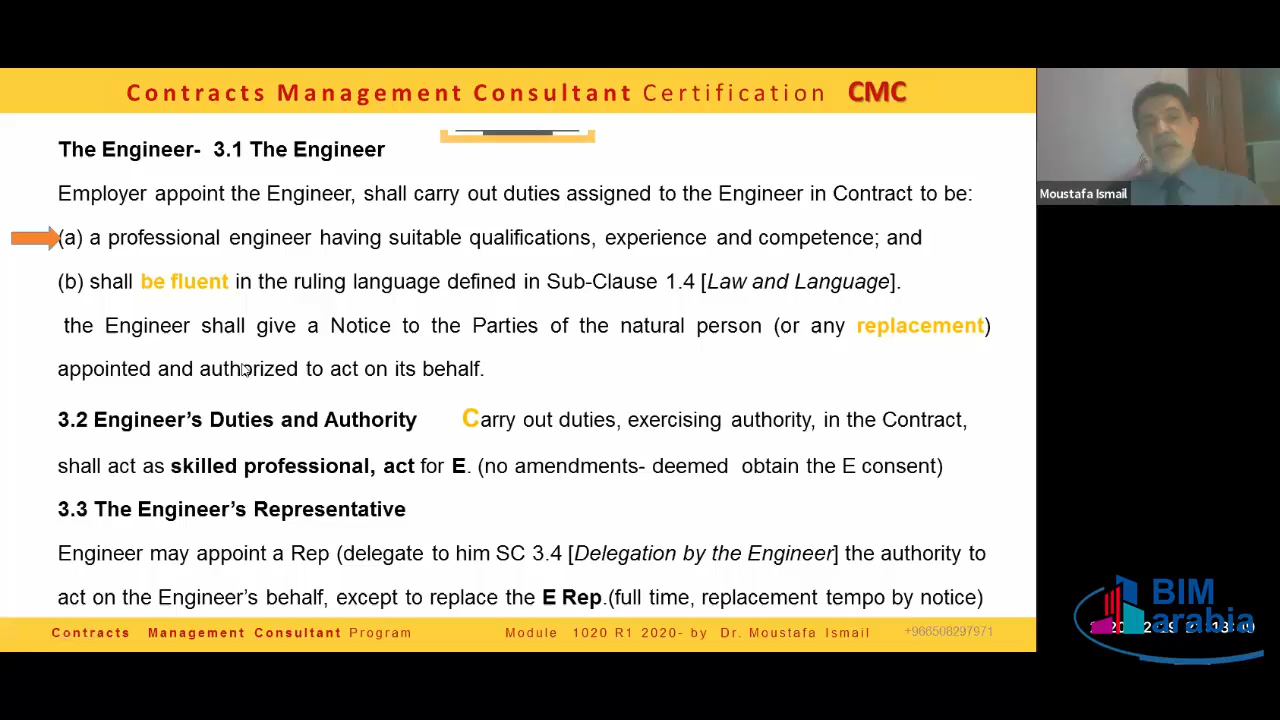 Contracts Management Consultant Certification CMC
The Engineer- 3.1 The Engineer
Employer appoint the Engineer, shall carry out duties assigned to the Engineer in Contract to be:
(a) a professional engineer having suitable qualifications, experience and competence; and
(b) shall be fluent in the ruling language defined in Sub-Clause 1.4 [Law and Language].
the Engineer shall give a Notice to the Parties of the natural person (or any replacement)
appointed and authorized to act on its behalf.
3.2 Engineer's Duties and Authority Carry out duties, exercising authority, in the Contract,
shall act as skilled professional, act for E. (no amendments- deemed obtain the E consent)
3.3 The Engineer's Representative
Engineer may appoint a Rep (delegate to him SC 3.4 [Delegation by the Engineer] the authority to
act on the Engineer's behalf, except to replace the E Rep.(full time, replacement tempo by notice)
Contracts Management Consultant Program Module 1020 R1 2020- by Dr. Moustafa Ismail +966508297971
Moustafa Ismail
BIM
arabia